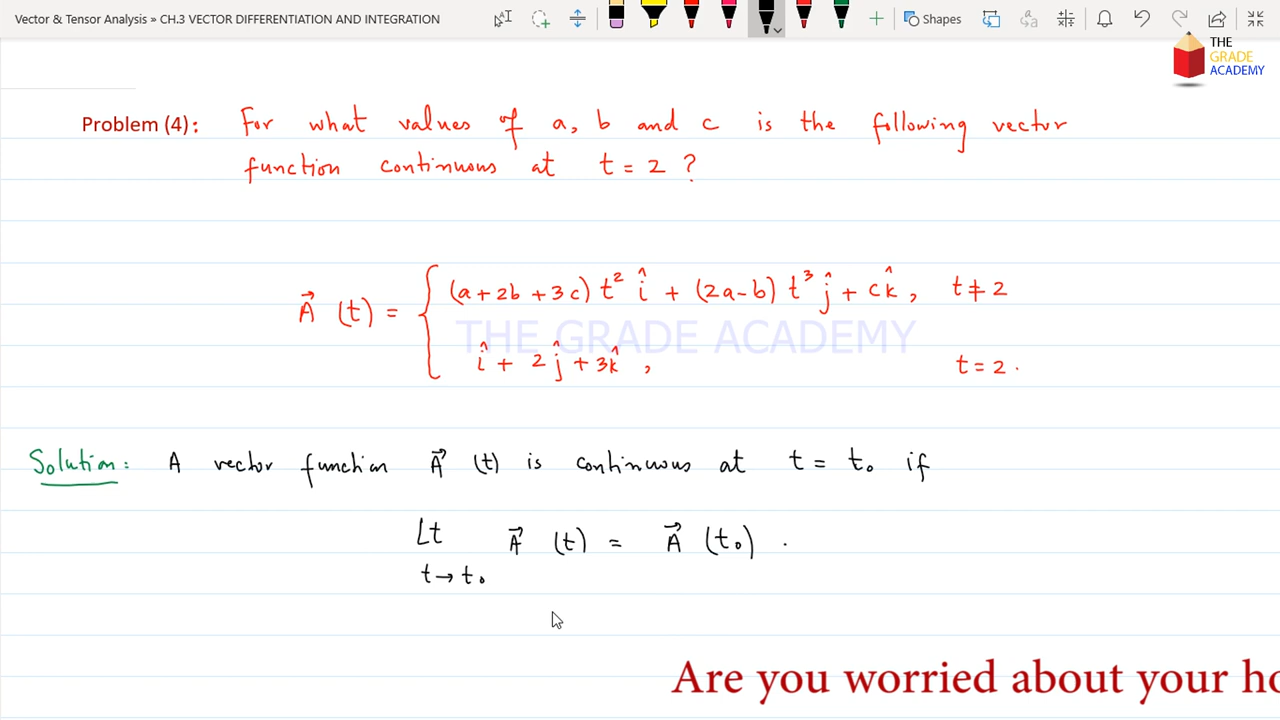 Vector & Tensor Analysis » CH.3 VECTOR DIFFERENTIATION AND INTEGRATION
Shapes
THE
GRADE
ACADEMY
Problem (4): For what values of a, b and c is the following vector
function continuous at t = 2 ?
(a+2b+3c) t² î + (2a-b) t³ ĵ + c k̂, t ≠ 2
A⃗ (t) = {
THE GRADE ACADEMY
î + 2ĵ + 3k̂, t = 2.
Solution: A vector function A⃗ (t) is continuous at t = t₀ if
Lt A⃗ (t) = A⃗ (t₀).
t→t₀
Are you worried about your ho